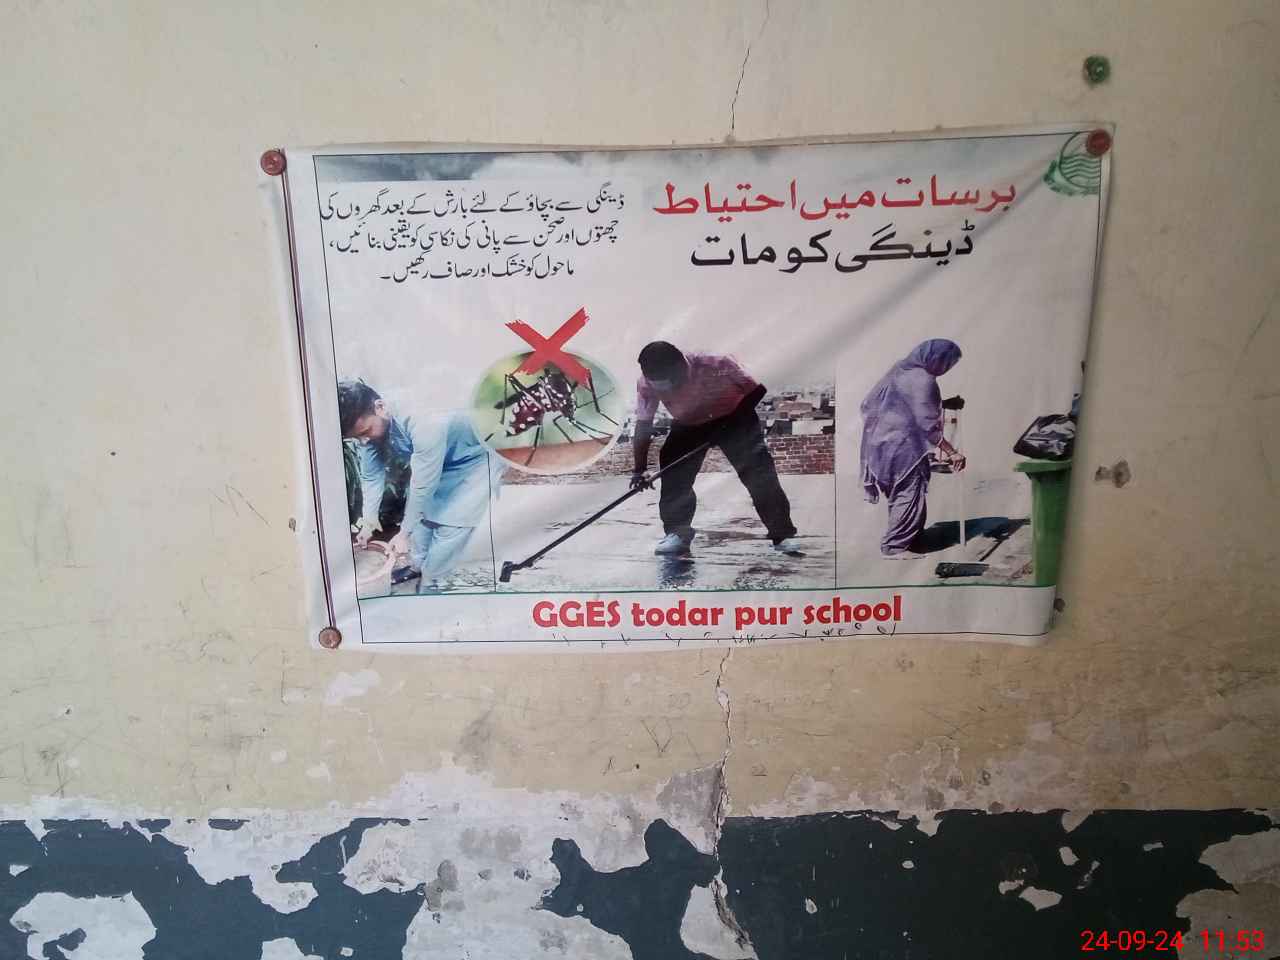 برسات میں احتیاط
ڈینگی کو مات
ڈینگی سے بچاؤ کے لئے بارش کے بعد گھروں کی
چھتوں اور صحن سے پانی کی نکاسی کو یقینی بنائیں،
ماحول کو خشک اور صاف رکھیں۔
GGES todar pur school
24-09-24 11:53